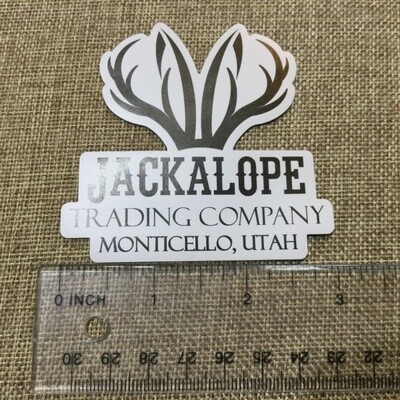 JACKALOPE
TRADING COMPANY
MONTICELLO, UTAH
0 INCH 1 2 3
30 29 28 27 26 25 24 23 22